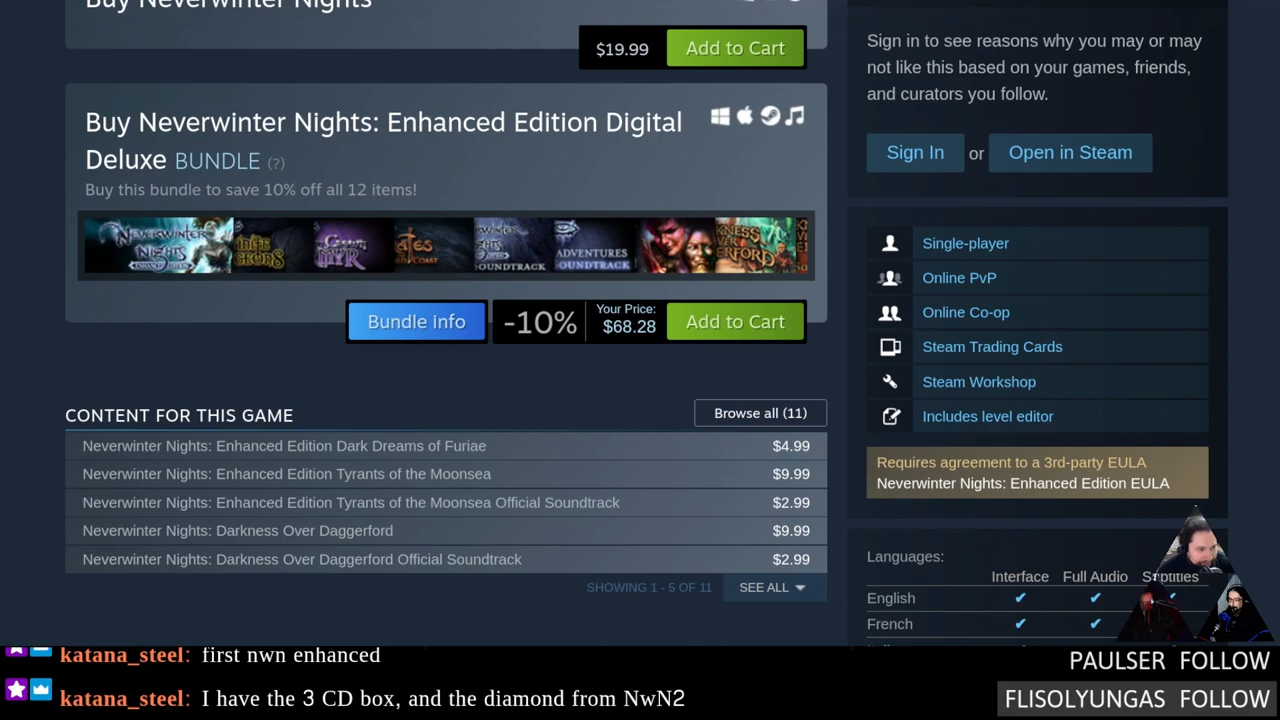 Buy Neverwinter Nights
$19.99 Add to Cart
Buy Neverwinter Nights: Enhanced Edition Digital
Deluxe BUNDLE (?)
Buy this bundle to save 10% off all 12 items!
NEVERWINTER
NIGHTS
ENHANCED EDITION
SOUNDTRACK
ADVENTURES
SOUNDTRACK
Bundle info -10% Your Price:
$68.28 Add to Cart
CONTENT FOR THIS GAME Browse all (11)
Neverwinter Nights: Enhanced Edition Dark Dreams of Furiae $4.99
Neverwinter Nights: Enhanced Edition Tyrants of the Moonsea $9.99
Neverwinter Nights: Enhanced Edition Tyrants of the Moonsea Official Soundtrack $2.99
Neverwinter Nights: Darkness Over Daggerford $9.99
Neverwinter Nights: Darkness Over Daggerford Official Soundtrack $2.99
SHOWING 1 - 5 OF 11 SEE ALL
Sign in to see reasons why you may or may
not like this based on your games, friends,
and curators you follow.
Sign In or Open in Steam
Single-player
Online PvP
Online Co-op
Steam Trading Cards
Steam Workshop
Includes level editor
Requires agreement to a 3rd-party EULA
Neverwinter Nights: Enhanced Edition EULA
Languages:
Interface Full Audio Subtitles
English ✔ ✔ ✔
French ✔ ✔
katana_steel: first nwn enhanced
katana_steel: I have the 3 CD box, and the diamond from NwN2
PAULSER FOLLOW
FLISOLYUNGAS FOLLOW